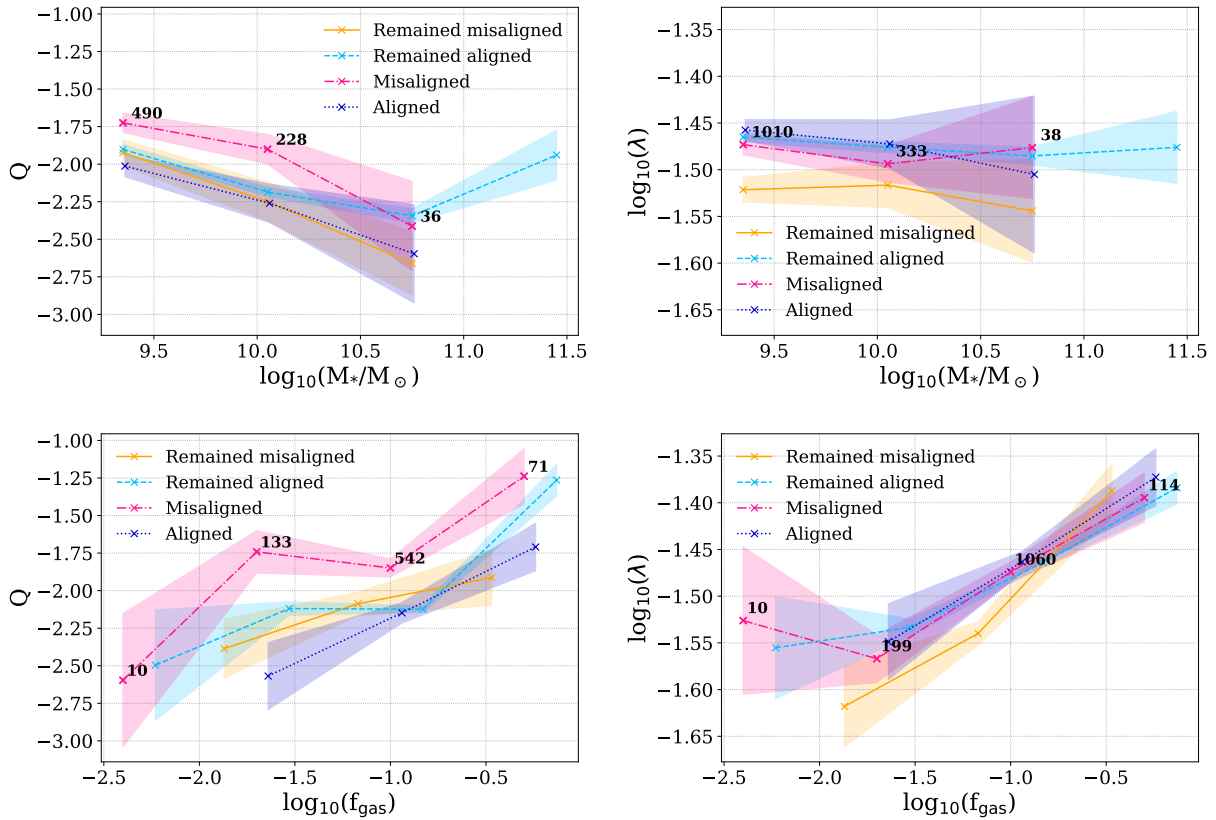 −1.00
−1.25
−1.50
−1.75
−2.00
−2.25
−2.50
−2.75
−3.00
Q
Remained misaligned
Remained aligned
Misaligned
Aligned
490
228
36
9.5 10.0 10.5 11.0 11.5
log₁₀(M*/M⊙)
−1.35
−1.40
−1.45
−1.50
−1.55
−1.60
−1.65
log₁₀(λ)
1010
333
38
Remained misaligned
Remained aligned
Misaligned
Aligned
9.5 10.0 10.5 11.0 11.5
log₁₀(M*/M⊙)
−1.00
−1.25
−1.50
−1.75
−2.00
−2.25
−2.50
−2.75
−3.00
Q
Remained misaligned
Remained aligned
Misaligned
Aligned
10
133
542
71
−2.5 −2.0 −1.5 −1.0 −0.5
log₁₀(f_gas)
−1.35
−1.40
−1.45
−1.50
−1.55
−1.60
−1.65
log₁₀(λ)
Remained misaligned
Remained aligned
Misaligned
Aligned
10
199
1060
114
−2.5 −2.0 −1.5 −1.0 −0.5
log₁₀(f_gas)